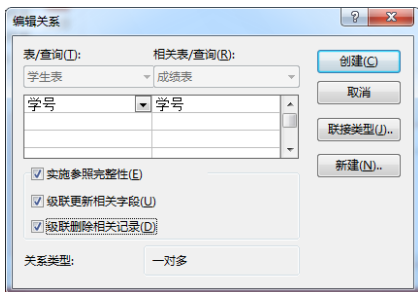 编辑关系
表/查询(T): 相关表/查询(R):
学生表 成绩表
学号 学号
实施参照完整性(E)
级联更新相关字段(U)
级联删除相关记录(D)
关系类型: 一对多
创建(C)
取消
联接类型(J)..
新建(N)..